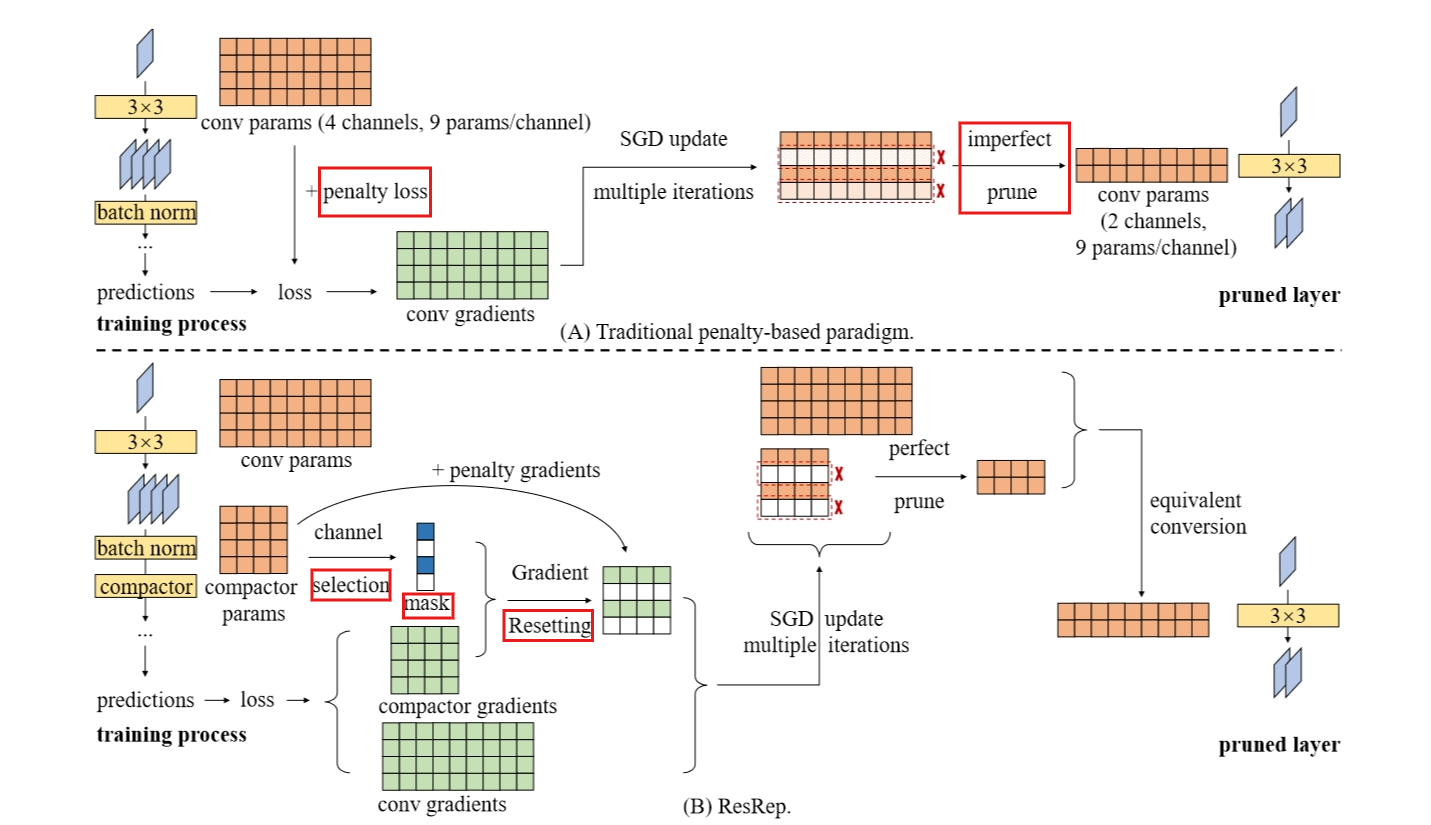 3×3
conv params (4 channels, 9 params/channel)
+ penalty loss
batch norm
...
predictions
loss
training process
conv gradients
SGD update
multiple iterations
X
X
imperfect
prune
conv params
(2 channels,
9 params/channel)
3×3
pruned layer
(A) Traditional penalty-based paradigm.
3×3
conv params
+ penalty gradients
batch norm
compactor
compactor
params
channel
selection
mask
Gradient
Resetting
...
predictions
loss
training process
compactor gradients
conv gradients
SGD update
multiple iterations
X
X
perfect
prune
equivalent
conversion
3×3
pruned layer
(B) ResRep.